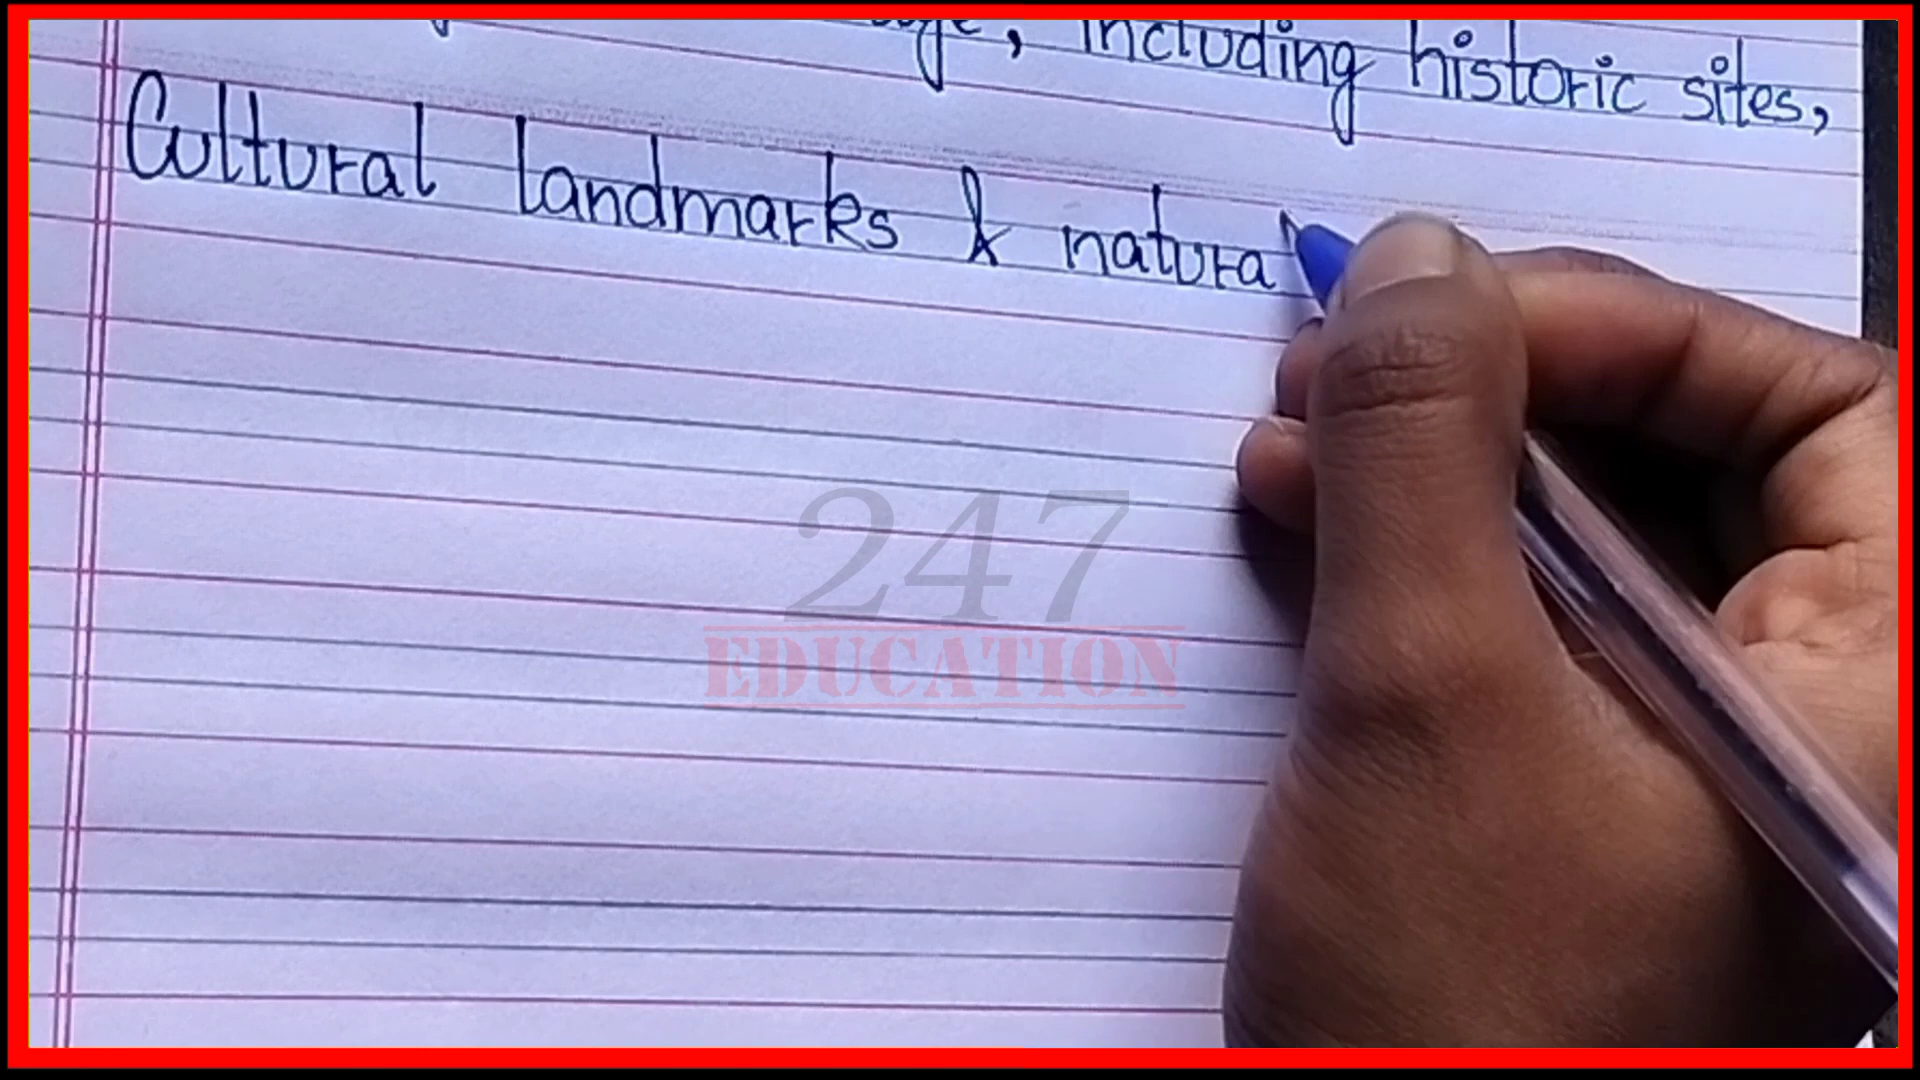 , including historic sites,
Cultural landmarks & natura
247
EDUCATION